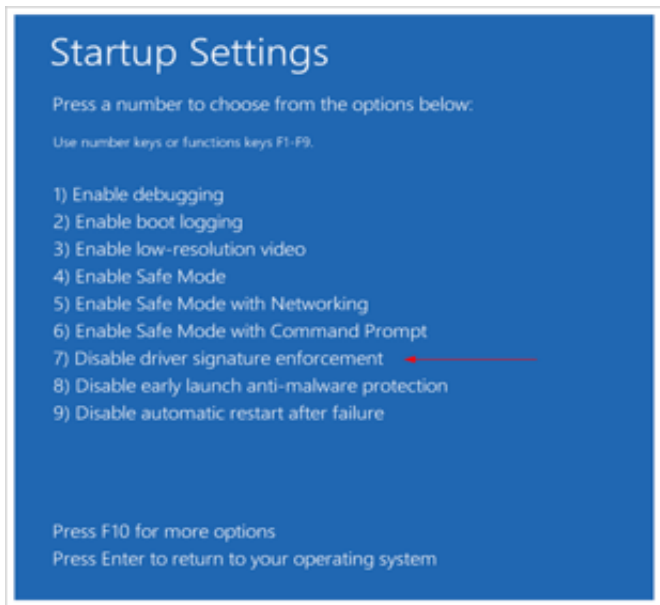 Startup Settings
Press a number to choose from the options below:
Use number keys or functions keys F1-F9.
1) Enable debugging
2) Enable boot logging
3) Enable low-resolution video
4) Enable Safe Mode
5) Enable Safe Mode with Networking
6) Enable Safe Mode with Command Prompt
7) Disable driver signature enforcement
8) Disable early launch anti-malware protection
9) Disable automatic restart after failure
Press F10 for more options
Press Enter to return to your operating system